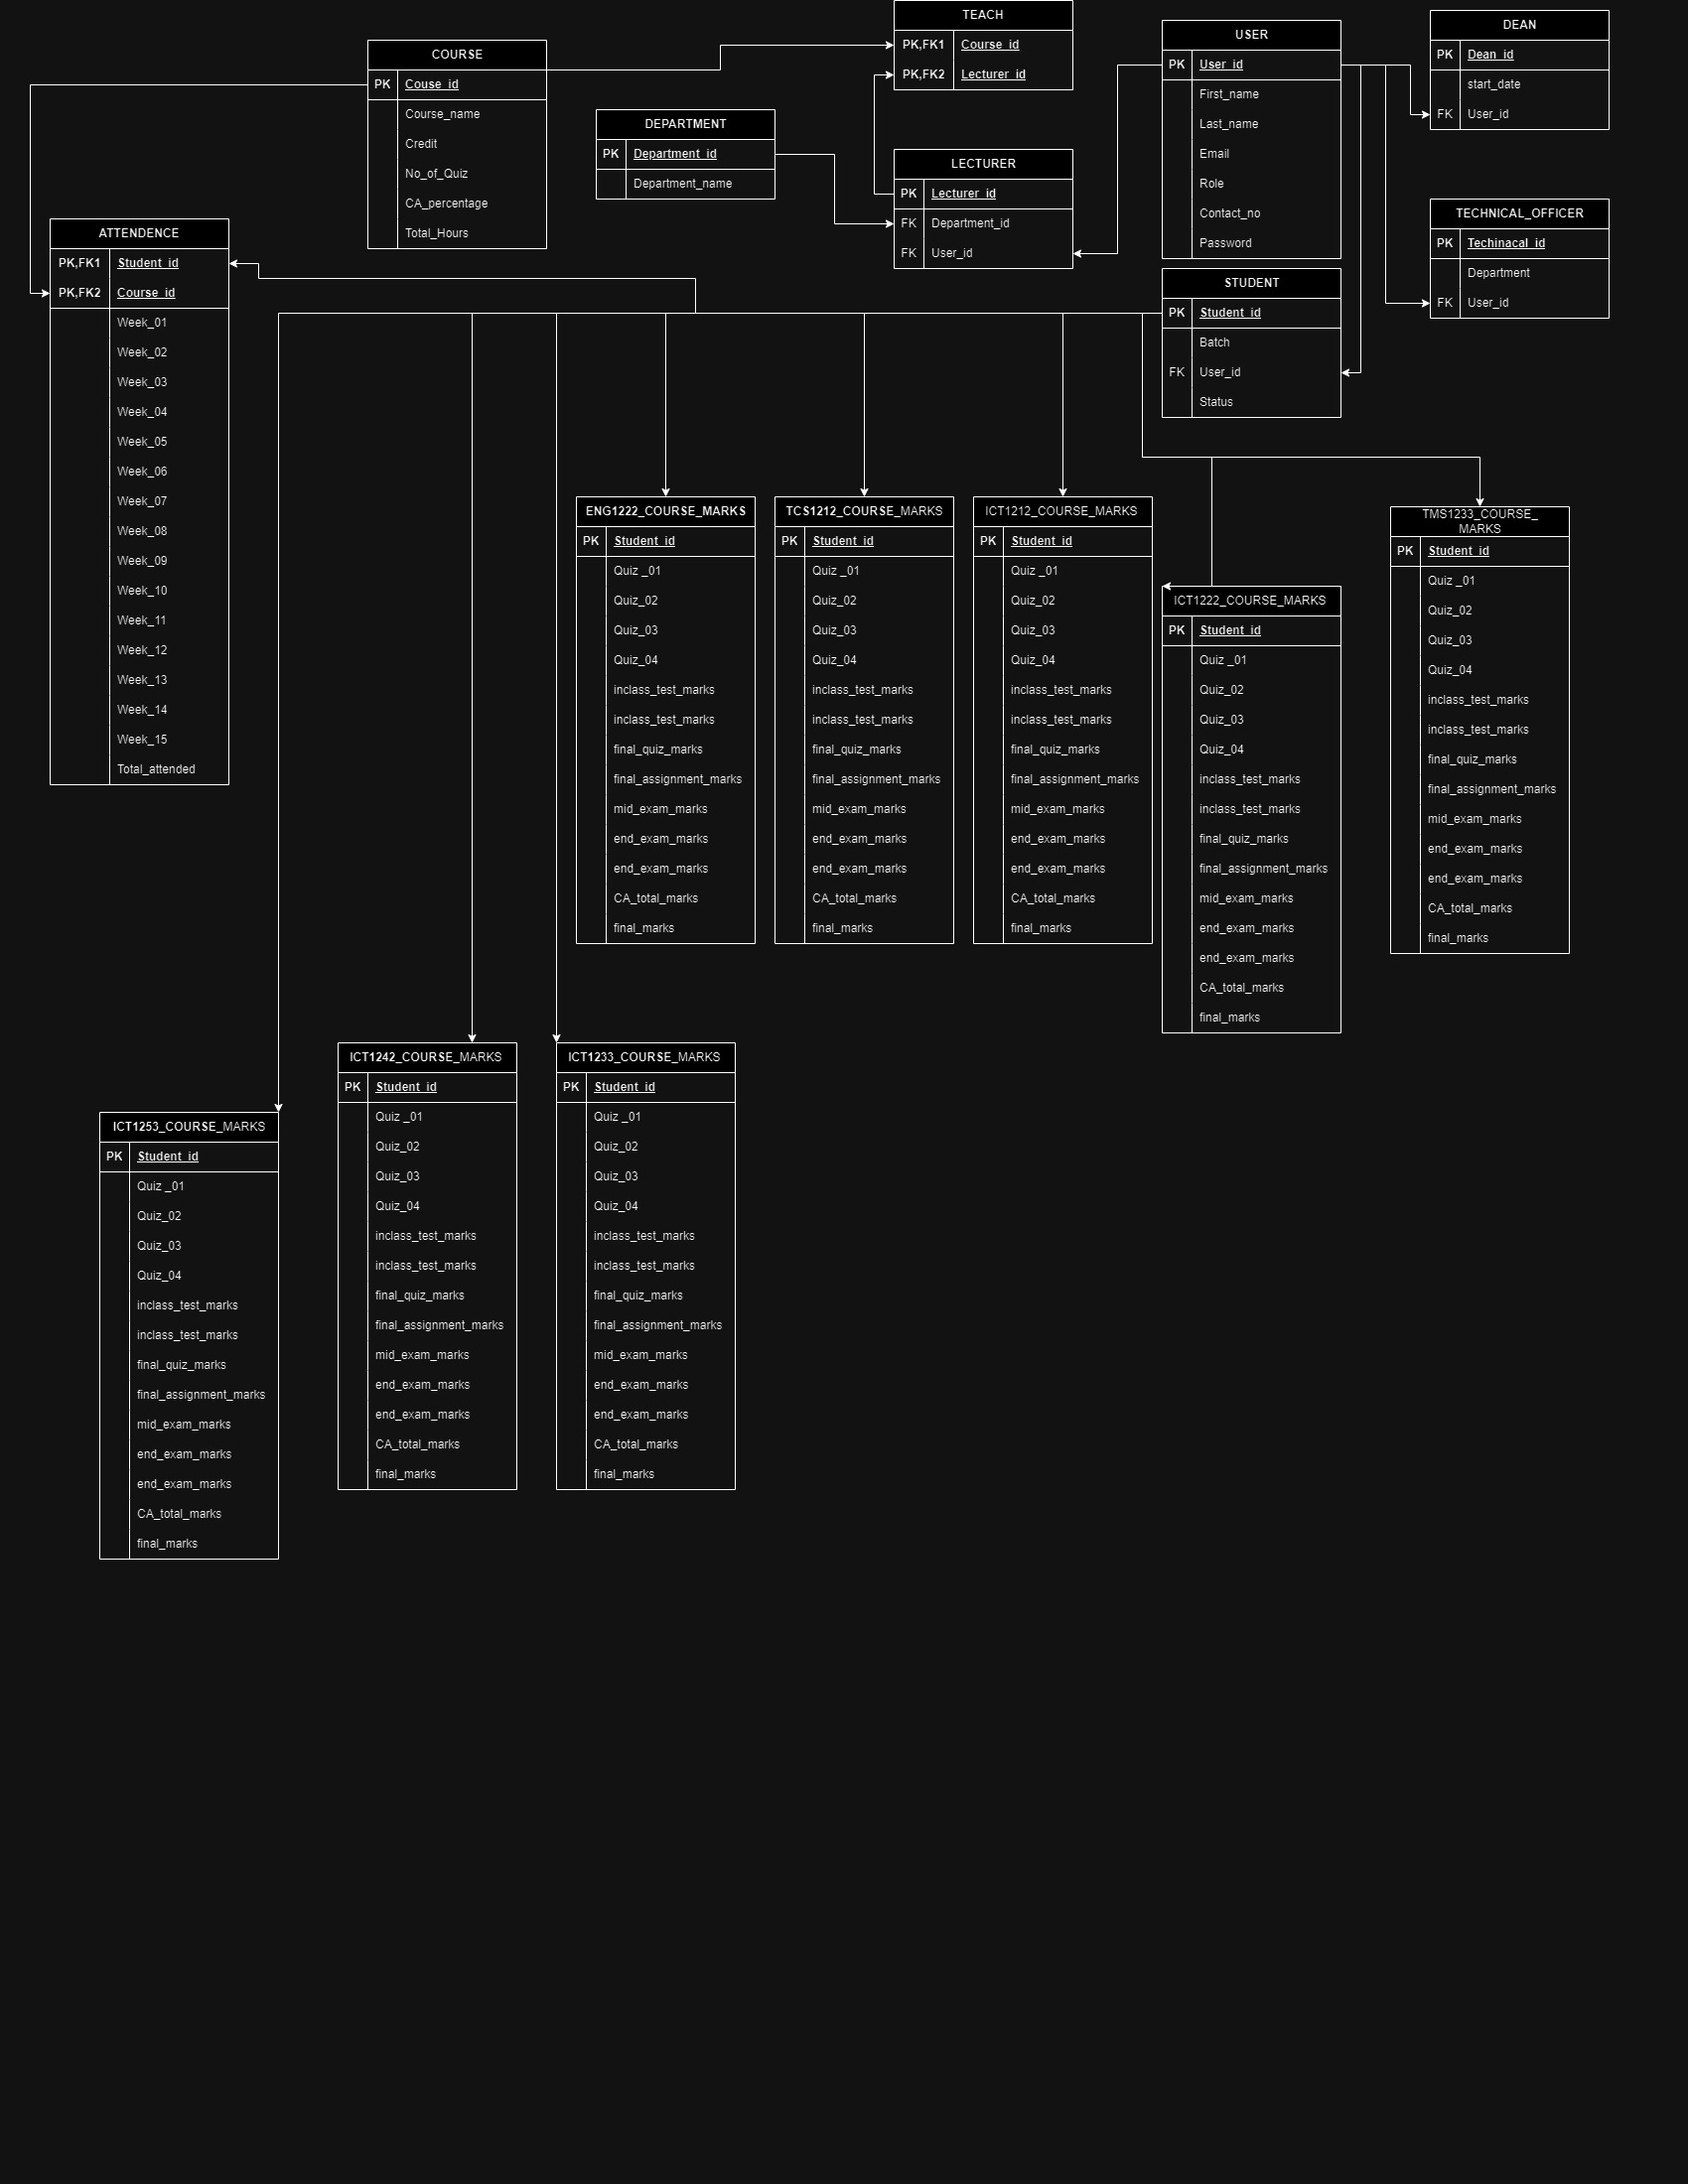 COURSE
PK Couse_id
Course_name
Credit
No_of_Quiz
CA_percentage
Total_Hours
TEACH
PK,FK1 Course_id
PK,FK2 Lecturer_id
USER
PK User_id
First_name
Last_name
Email
Role
Contact_no
Password
DEAN
PK Dean_id
start_date
FK User_id
DEPARTMENT
PK Department_id
Department_name
LECTURER
PK Lecturer_id
FK Department_id
FK User_id
TECHNICAL_OFFICER
PK Techinacal_id
Department
FK User_id
ATTENDENCE
PK,FK1 Student_id
PK,FK2 Course_id
Week_01
Week_02
Week_03
Week_04
Week_05
Week_06
Week_07
Week_08
Week_09
Week_10
Week_11
Week_12
Week_13
Week_14
Week_15
Total_attended
STUDENT
PK Student_id
Batch
FK User_id
Status
ENG1222_COURSE_MARKS
PK Student_id
Quiz _01
Quiz_02
Quiz_03
Quiz_04
inclass_test_marks
inclass_test_marks
final_quiz_marks
final_assignment_marks
mid_exam_marks
end_exam_marks
end_exam_marks
CA_total_marks
final_marks
TCS1212_COURSE_MARKS
PK Student_id
Quiz _01
Quiz_02
Quiz_03
Quiz_04
inclass_test_marks
inclass_test_marks
final_quiz_marks
final_assignment_marks
mid_exam_marks
end_exam_marks
end_exam_marks
CA_total_marks
final_marks
ICT1212_COURSE_MARKS
PK Student_id
Quiz _01
Quiz_02
Quiz_03
Quiz_04
inclass_test_marks
inclass_test_marks
final_quiz_marks
final_assignment_marks
mid_exam_marks
end_exam_marks
end_exam_marks
CA_total_marks
final_marks
ICT1222_COURSE_MARKS
PK Student_id
Quiz _01
Quiz_02
Quiz_03
Quiz_04
inclass_test_marks
inclass_test_marks
final_quiz_marks
final_assignment_marks
mid_exam_marks
end_exam_marks
end_exam_marks
CA_total_marks
final_marks
TMS1233_COURSE_
MARKS
PK Student_id
Quiz _01
Quiz_02
Quiz_03
Quiz_04
inclass_test_marks
inclass_test_marks
final_quiz_marks
final_assignment_marks
mid_exam_marks
end_exam_marks
end_exam_marks
CA_total_marks
final_marks
ICT1253_COURSE_MARKS
PK Student_id
Quiz _01
Quiz_02
Quiz_03
Quiz_04
inclass_test_marks
inclass_test_marks
final_quiz_marks
final_assignment_marks
mid_exam_marks
end_exam_marks
end_exam_marks
CA_total_marks
final_marks
ICT1242_COURSE_MARKS
PK Student_id
Quiz _01
Quiz_02
Quiz_03
Quiz_04
inclass_test_marks
inclass_test_marks
final_quiz_marks
final_assignment_marks
mid_exam_marks
end_exam_marks
end_exam_marks
CA_total_marks
final_marks
ICT1233_COURSE_MARKS
PK Student_id
Quiz _01
Quiz_02
Quiz_03
Quiz_04
inclass_test_marks
inclass_test_marks
final_quiz_marks
final_assignment_marks
mid_exam_marks
end_exam_marks
end_exam_marks
CA_total_marks
final_marks